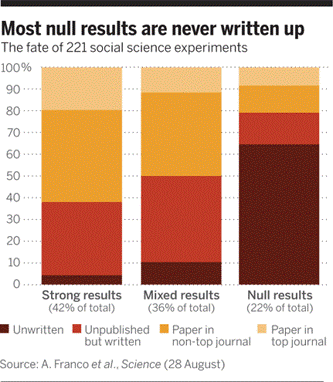 Most null results are never written up
The fate of 221 social science experiments
100%
90
80
70
60
50
40
30
20
10
0
Strong results
(42% of total)
Mixed results
(36% of total)
Null results
(22% of total)
Unwritten
Unpublished
but written
Paper in
non-top journal
Paper in
top journal
Source: A. Franco et al., Science (28 August)